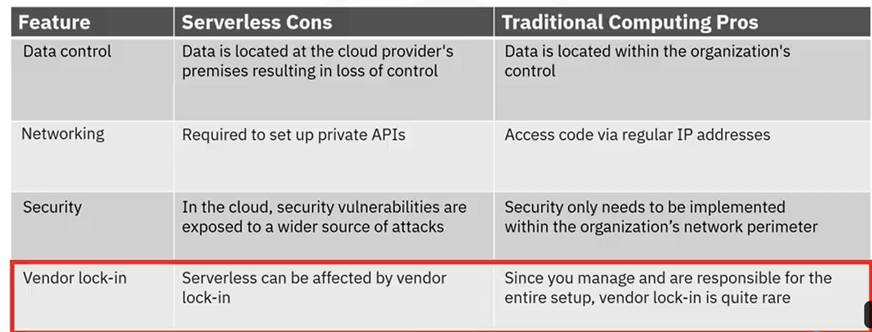 Feature Serverless Cons Traditional Computing Pros
Data control Data is located at the cloud provider's Data is located within the organization's
premises resulting in loss of control control
Networking Required to set up private APIs Access code via regular IP addresses
Security In the cloud, security vulnerabilities are Security only needs to be implemented
exposed to a wider source of attacks within the organization’s network perimeter
Vendor lock-in Serverless can be affected by vendor Since you manage and are responsible for the
lock-in entire setup, vendor lock-in is quite rare